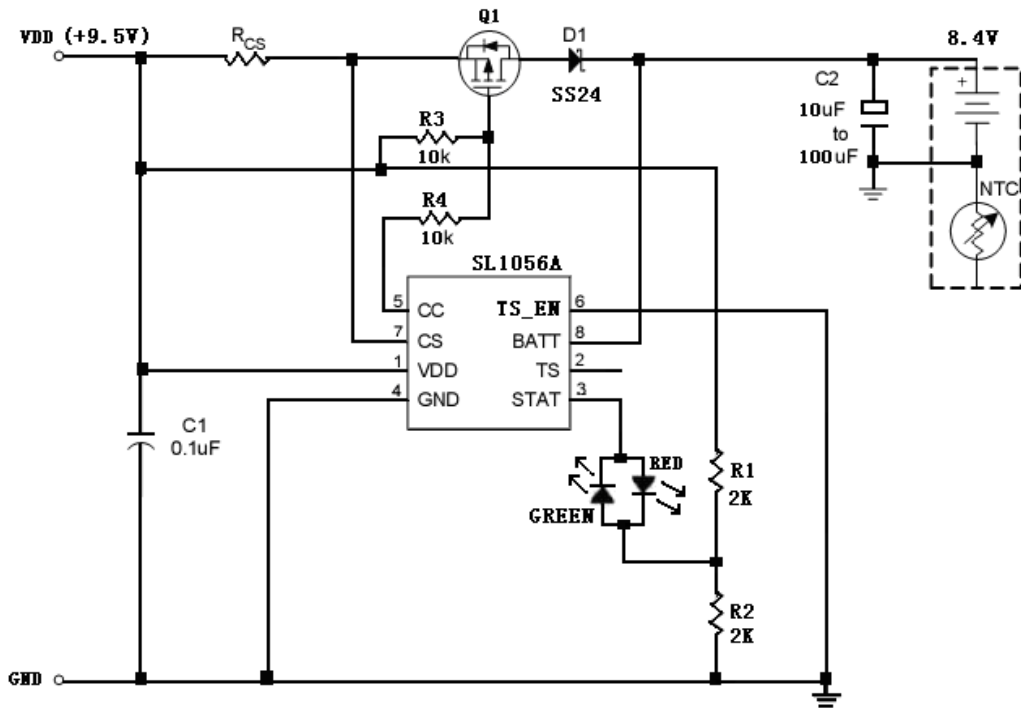 Q1
VDD (+9.5V)
RCS
D1
8.4V
SS24
C2
10uF
to
100uF
+
R3
10k
NTC
R4
10k
SL1056A
5 CC
TS_EN 6
7 CS
BATT 8
1 VDD
TS 2
4 GND
STAT 3
C1
0.1uF
RED
R1
2K
GREEN
R2
2K
GND